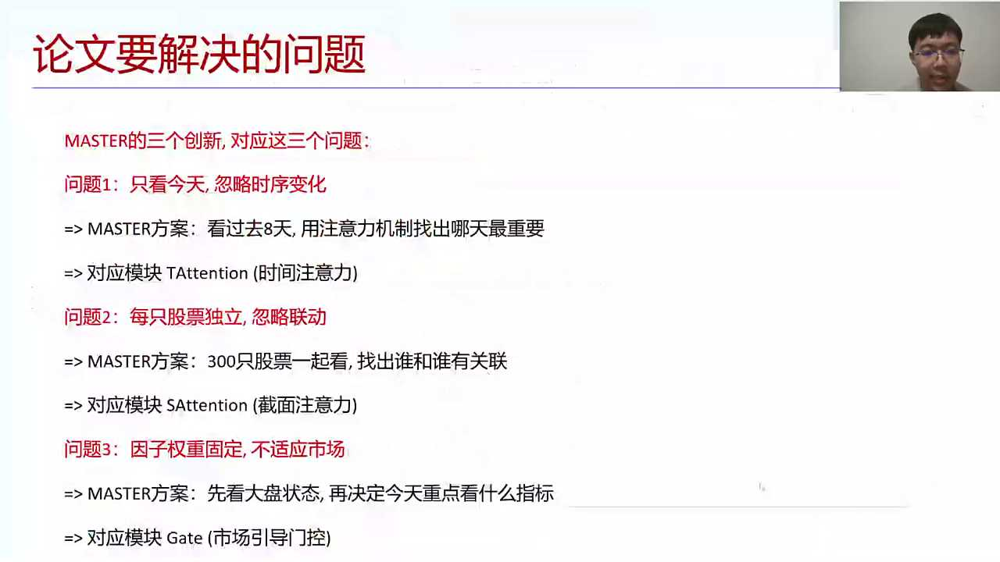 论文要解决的问题
MASTER的三个创新, 对应这三个问题：
问题1：只看今天, 忽略时序变化
=> MASTER方案：看过去8天, 用注意力机制找出哪天最重要
=> 对应模块 TAttention (时间注意力)
问题2：每只股票独立, 忽略联动
=> MASTER方案：300只股票一起看, 找出谁和谁有关联
=> 对应模块 SAttention (截面注意力)
问题3：因子权重固定, 不适应市场
=> MASTER方案：先看大盘状态, 再决定今天重点看什么指标
=> 对应模块 Gate (市场引导门控)